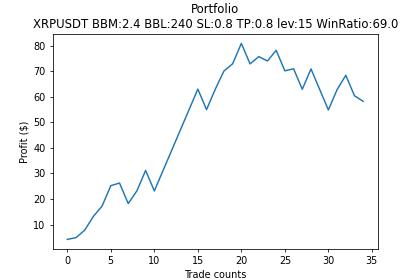 Portfolio
XRPUSDT BBM:2.4 BBL:240 SL:0.8 TP:0.8 lev:15 WinRatio:69.0
80
70
60
50
40
30
20
10
Profit ($)
0 5 10 15 20 25 30 35
Trade counts